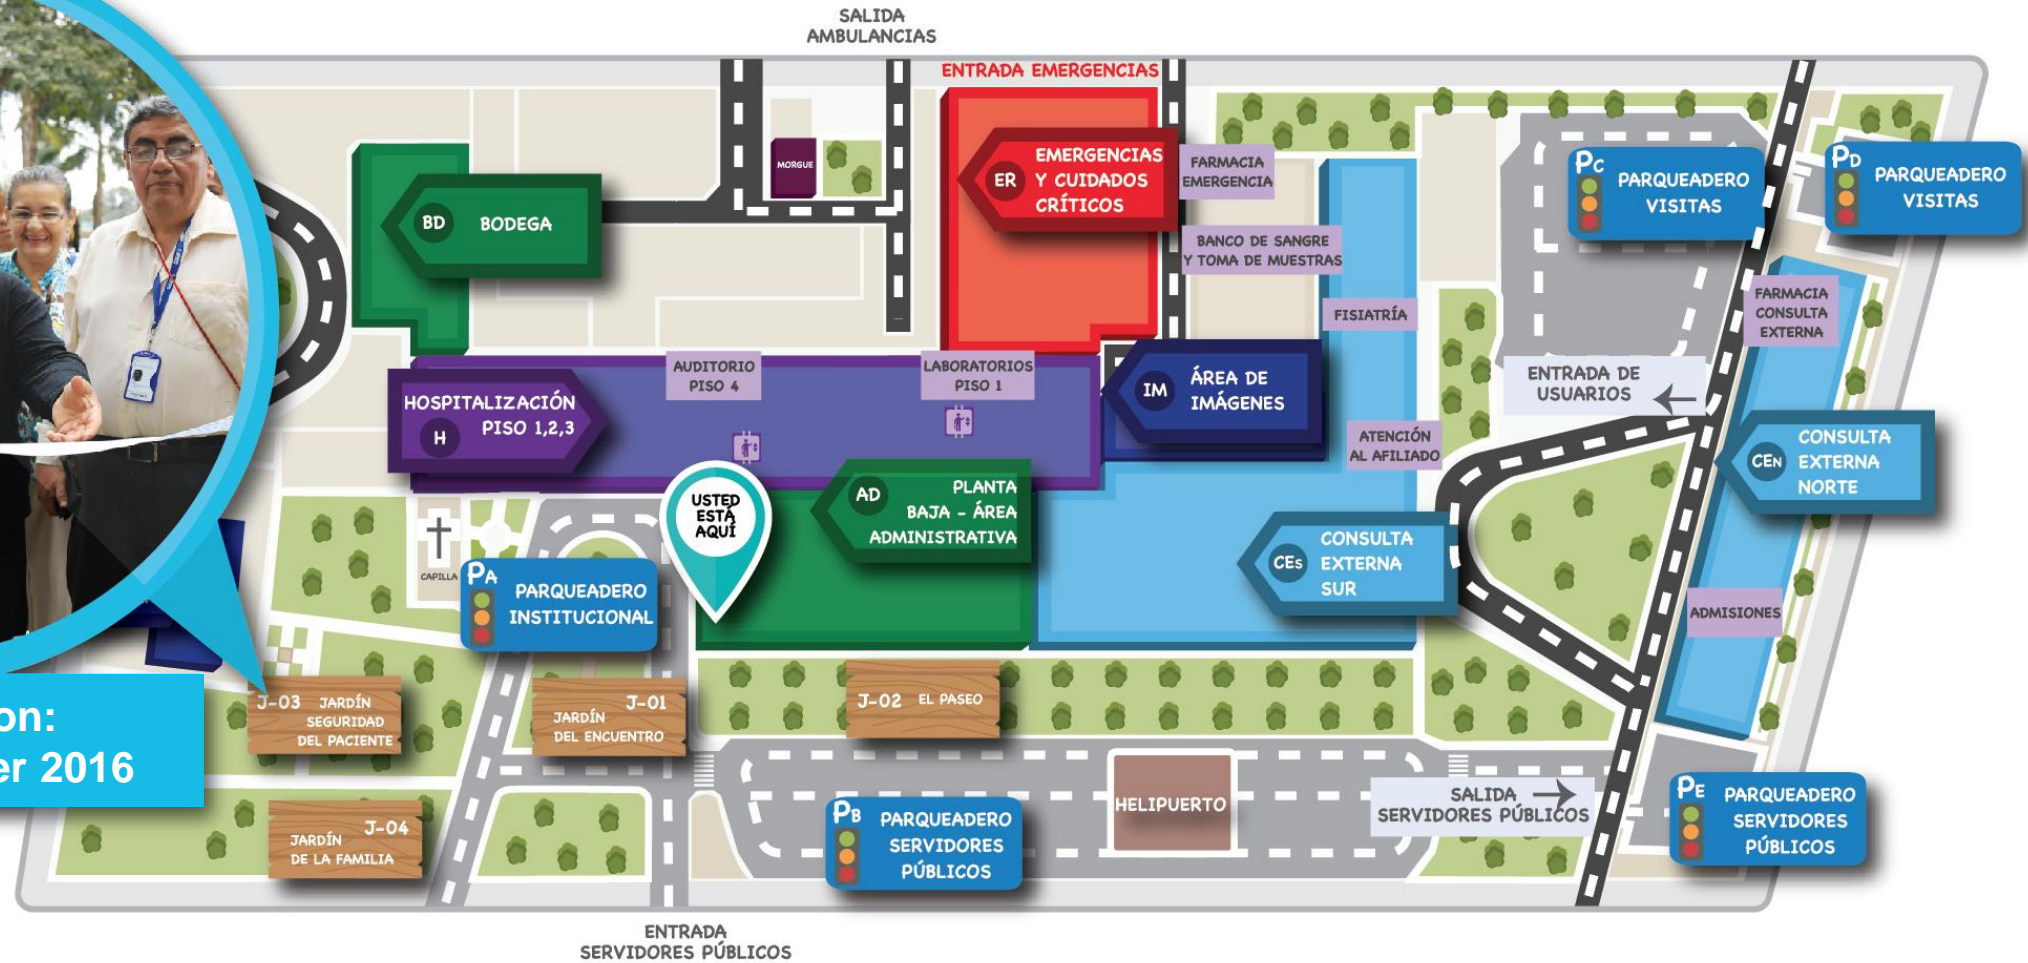 SALIDA
AMBULANCIAS
ENTRADA EMERGENCIAS
MORGUE
ER
EMERGENCIAS
Y CUIDADOS
CRÍTICOS
FARMACIA
EMERGENCIA
PC
PARQUEADERO
VISITAS
PD
PARQUEADERO
VISITAS
BD
BODEGA
BANCO DE SANGRE
Y TOMA DE MUESTRAS
FISIATRÍA
FARMACIA
CONSULTA
EXTERNA
AUDITORIO
PISO 4
LABORATORIOS
PISO 1
IM
ÁREA DE
IMÁGENES
ENTRADA DE
USUARIOS
HOSPITALIZACIÓN
PISO 1,2,3
H
ATENCIÓN
AL AFILIADO
CEN
CONSULTA
EXTERNA
NORTE
USTED
ESTÁ
AQUÍ
AD
PLANTA
BAJA - ÁREA
ADMINISTRATIVA
CES
CONSULTA
EXTERNA
SUR
CAPILLA
PA
PARQUEADERO
INSTITUCIONAL
ADMISIONES
J-03 JARDÍN
SEGURIDAD
DEL PACIENTE
J-01
JARDÍN
DEL ENCUENTRO
J-02 EL PASEO
on:
er 2016
HELIPUERTO
SALIDA
SERVIDORES PÚBLICOS
PB
PARQUEADERO
SERVIDORES
PÚBLICOS
PE
PARQUEADERO
SERVIDORES
PÚBLICOS
J-04
JARDÍN
DE LA FAMILIA
ENTRADA
SERVIDORES PÚBLICOS